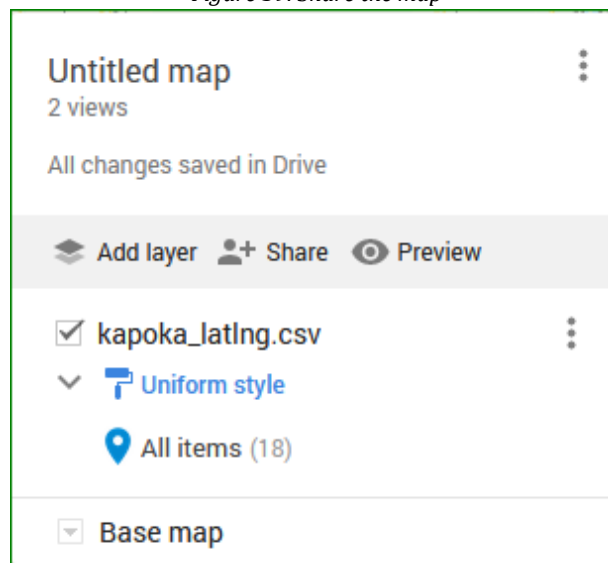 Untitled map
2 views
All changes saved in Drive
Add layer Share Preview
kapoka_latlng.csv
Uniform style
All items (18)
Base map